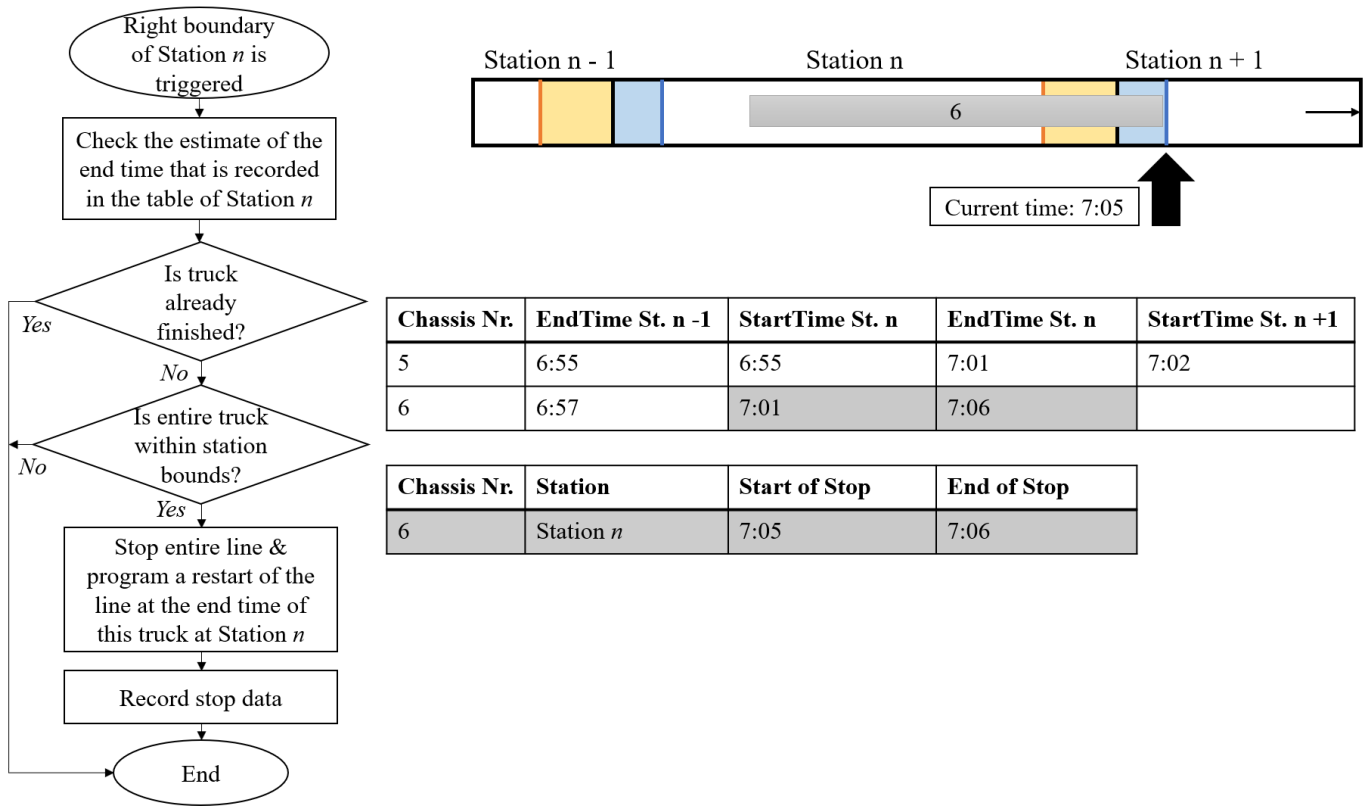 Right boundary
of Station n is
triggered
Check the estimate of the
end time that is recorded
in the table of Station n
Is truck
already
finished?
Yes
No
Is entire truck
within station
bounds?
No
Yes
Stop entire line &
program a restart of the
line at the end time of
this truck at Station n
Record stop data
End
Station n - 1 Station n Station n + 1
6
Current time: 7:05
Chassis Nr. EndTime St. n -1 StartTime St. n EndTime St. n StartTime St. n +1
5 6:55 6:55 7:01 7:02
6 6:57 7:01 7:06
Chassis Nr. Station Start of Stop End of Stop
6 Station n 7:05 7:06